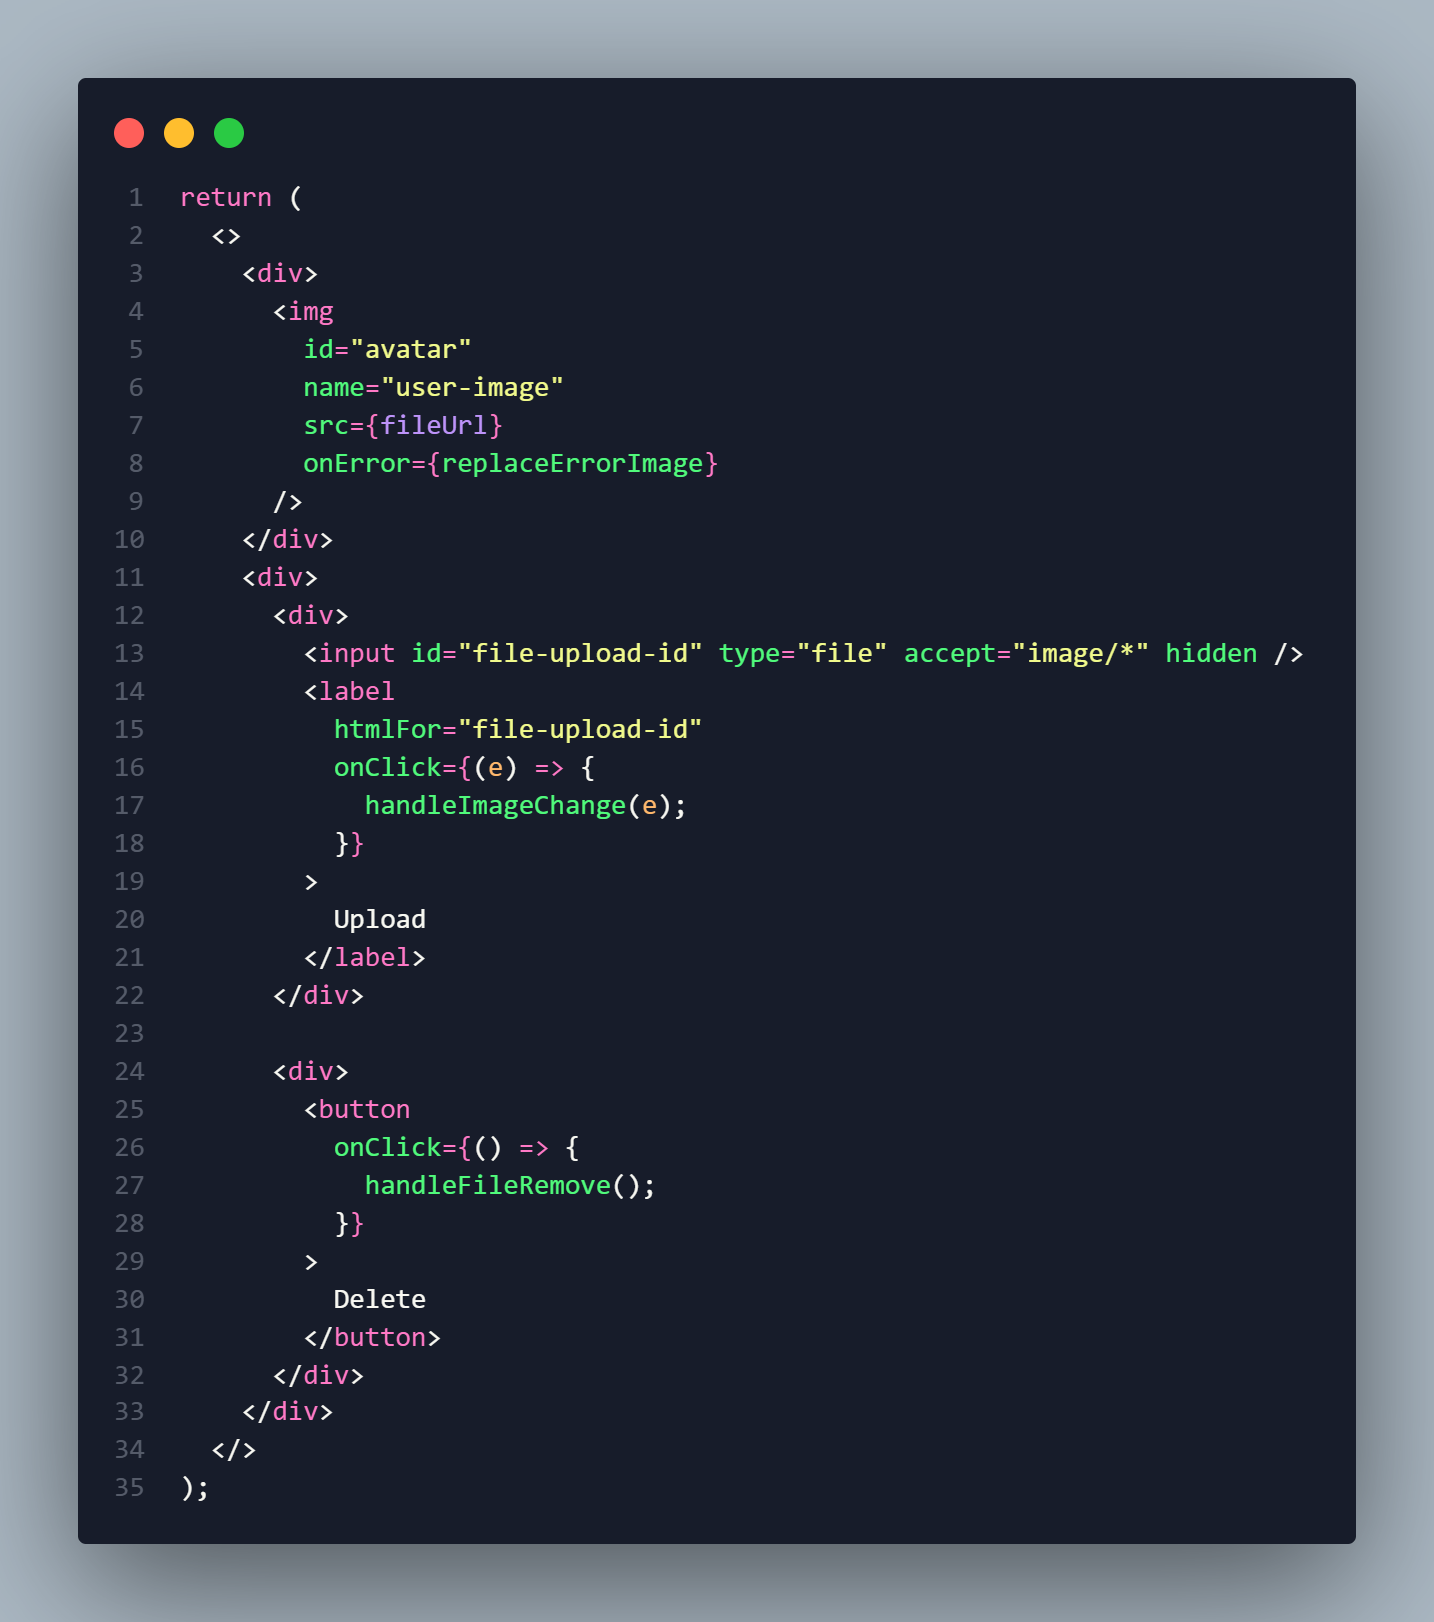 1 return (
2   <>
3     <div>
4       <img
5         id="avatar"
6         name="user-image"
7         src={fileUrl}
8         onError={replaceErrorImage}
9       />
10     </div>
11     <div>
12       <div>
13         <input id="file-upload-id" type="file" accept="image/*" hidden />
14         <label
15           htmlFor="file-upload-id"
16           onClick={(e) => {
17             handleImageChange(e);
18           }}
19         >
20           Upload
21         </label>
22       </div>
23
24       <div>
25         <button
26           onClick={() => {
27             handleFileRemove();
28           }}
29         >
30           Delete
31         </button>
32       </div>
33     </div>
34   </>
35 );